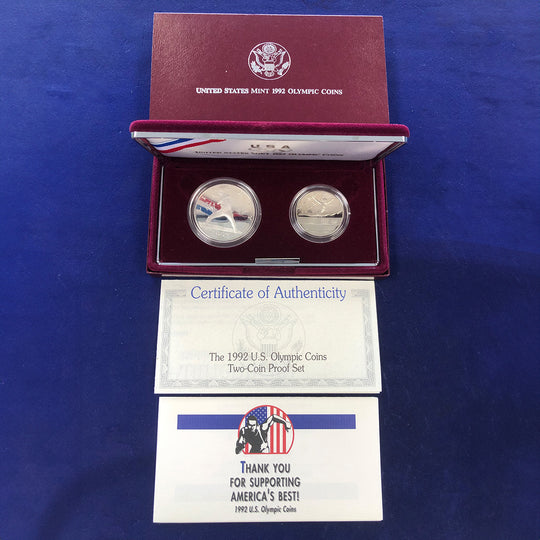 UNITED STATES MINT 1992 OLYMPIC COINS
USA
Certificate of Authenticity
The 1992 U.S. Olympic Coins
Two-Coin Proof Set
THANK YOU
FOR SUPPORTING
AMERICA'S BEST!
1992 U.S. Olympic Coins